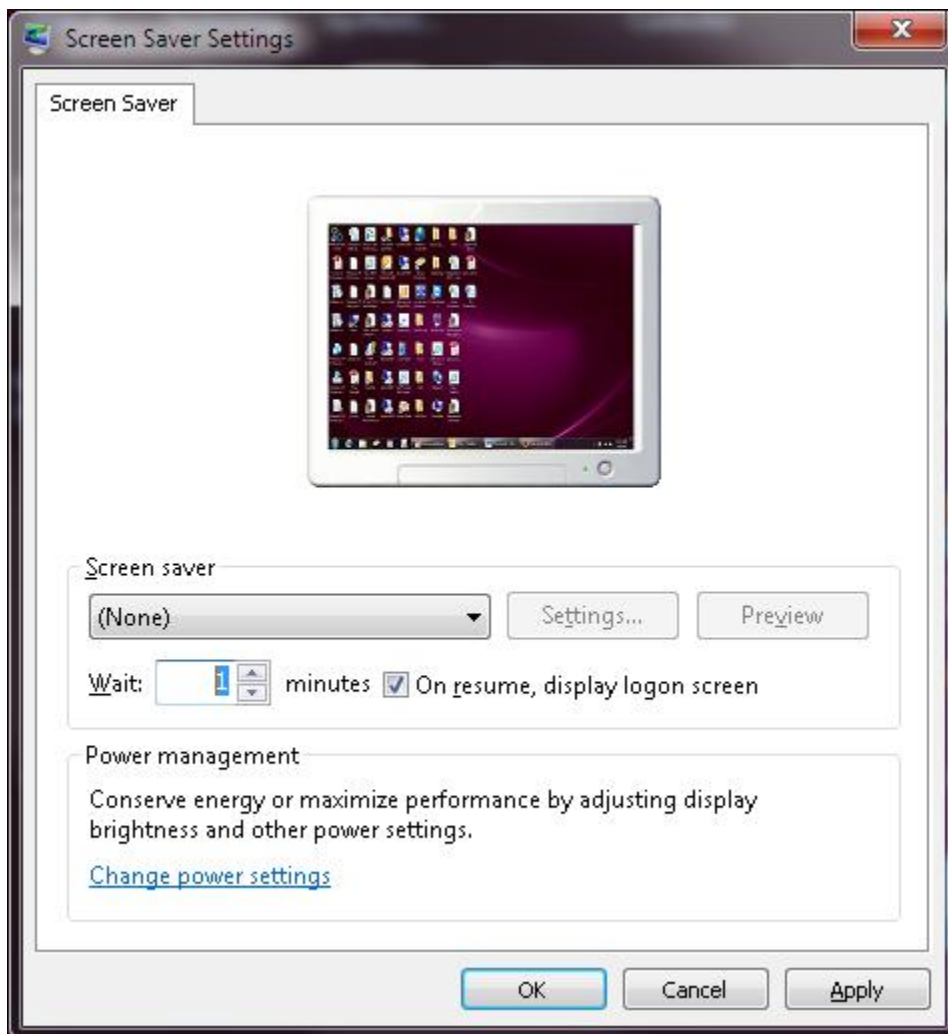 Screen Saver Settings
Screen Saver
Screen saver
(None)
Settings...
Preview
Wait: 1 minutes On resume, display logon screen
Power management
Conserve energy or maximize performance by adjusting display
brightness and other power settings.
Change power settings
OK
Cancel
Apply